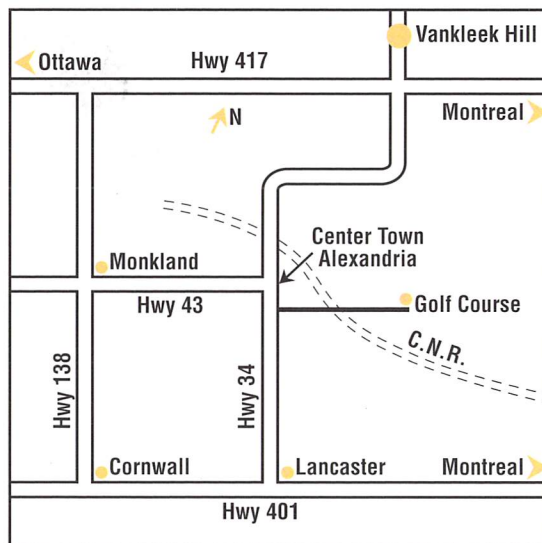 Vankleek Hill
Ottawa
Hwy 417
Montreal
N
Center Town
Alexandria
Monkland
Golf Course
Hwy 43
C.N.R.
Hwy 138
Hwy 34
Cornwall
Lancaster
Montreal
Hwy 401